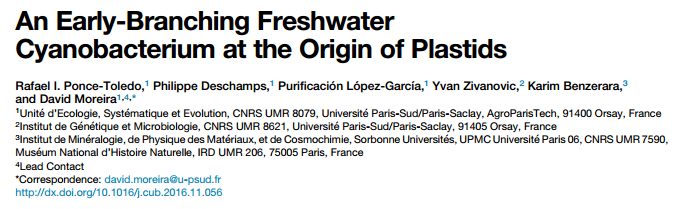 An Early-Branching Freshwater
Cyanobacterium at the Origin of Plastids
Rafael I. Ponce-Toledo,1 Philippe Deschamps,1 Purificación López-García,1 Yvan Zivanovic,2 Karim Benzerara,3
and David Moreira1,4,*
1Unité d'Ecologie, Systématique et Evolution, CNRS UMR 8079, Université Paris-Sud/Paris-Saclay, AgroParisTech, 91400 Orsay, France
2Institut de Génétique et Microbiologie, CNRS UMR 8621, Université Paris-Sud/Paris-Saclay, 91405 Orsay, France
3Institut de Minéralogie, de Physique des Matériaux, et de Cosmochimie, Sorbonne Universités, UPMC Université Paris 06, CNRS UMR 7590,
Muséum National d'Histoire Naturelle, IRD UMR 206, 75005 Paris, France
4Lead Contact
*Correspondence: david.moreira@u-psud.fr
http://dx.doi.org/10.1016/j.cub.2016.11.056